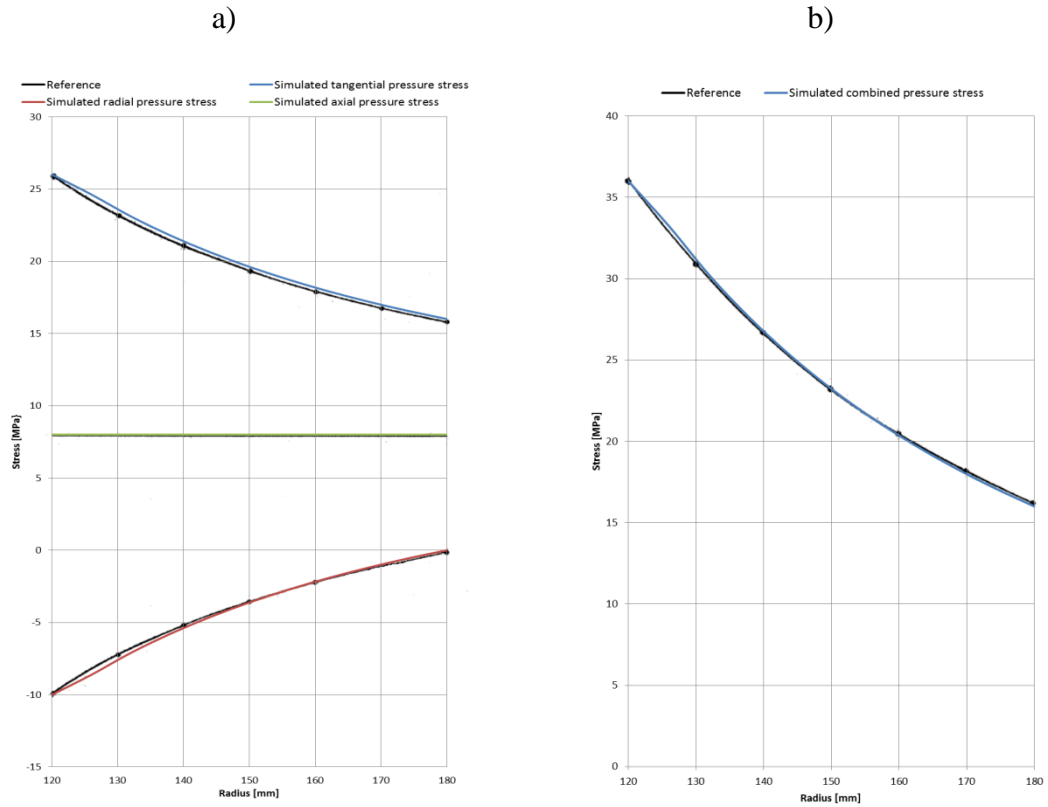 a)
b)
Reference
Simulated tangential pressure stress
Simulated radial pressure stress
Simulated axial pressure stress
30
25
20
15
10
5
0
-5
-10
-15
Stress [MPa}
120 130 140 150 160 170 180
Radius [mm]
Reference
Simulated combined pressure stress
40
35
30
25
20
15
10
5
0
Stress [MPa]
120 130 140 150 160 170 180
Radius [mm]